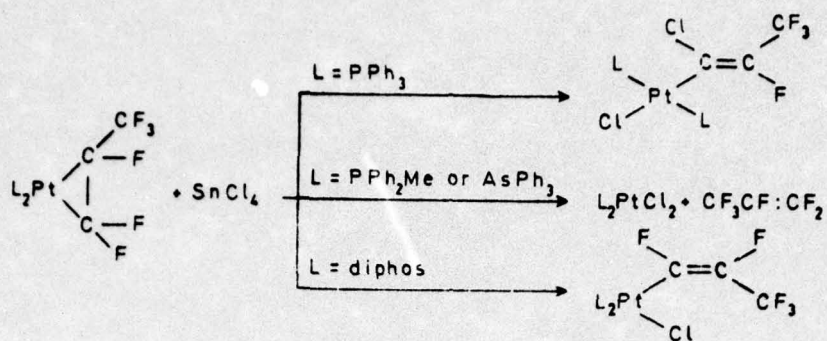 CF₃
C — F
L₂Pt
C — F
F
+ SnCl₄
L = PPh₃
L = PPh₂Me or AsPh₃
L = diphos
Cl
CF₃
L
C=C
Pt
F
Cl
L
L₂PtCl₂ + CF₃CF:CF₂
F
F
C=C
L₂Pt
CF₃
Cl